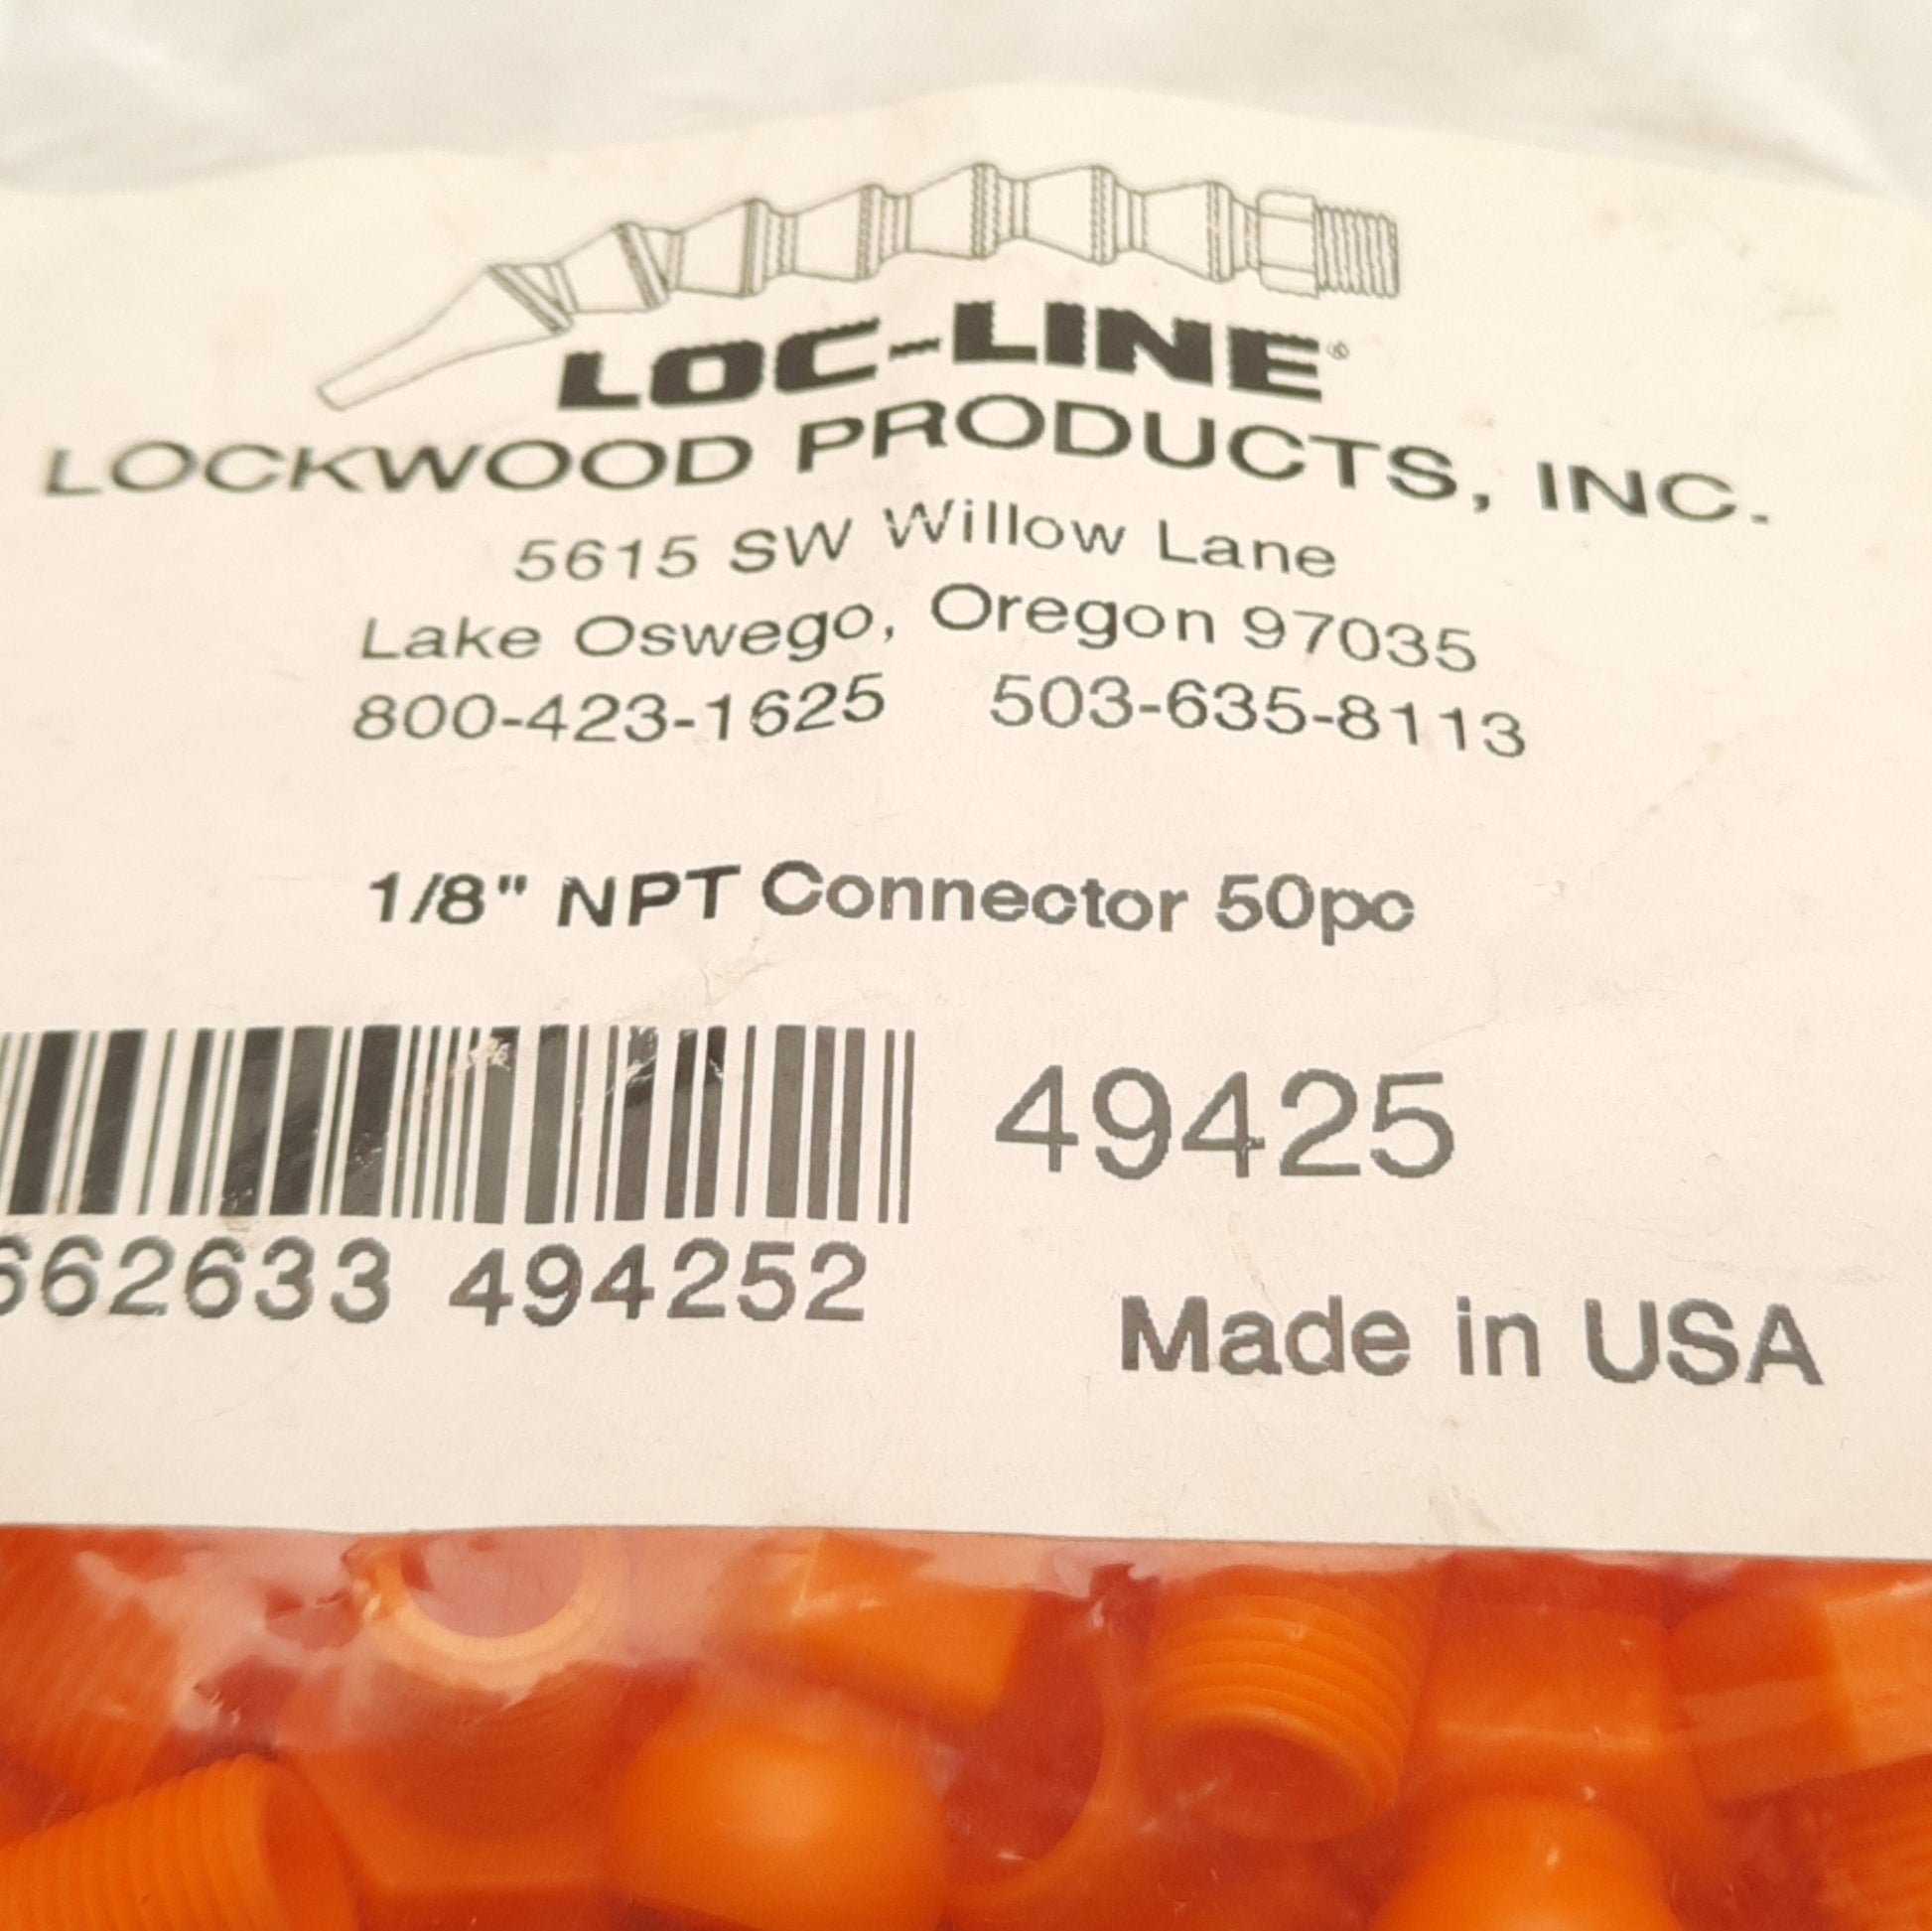 LOC-LINE®
LOCKWOOD PRODUCTS, INC.
5615 SW Willow Lane
Lake Oswego, Oregon 97035
800-423-1625 503-635-8113
1/8" NPT Connector 50pc
49425
662633 494252
Made in USA